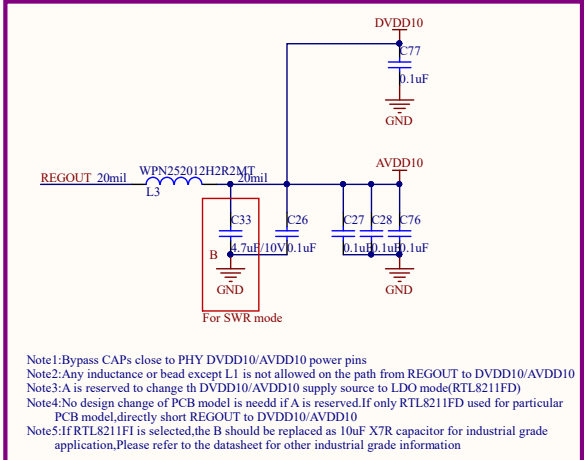 DVDD10
C77
0.1uF
GND
WPN252012H2R2MT
AVDD10
REGOUT 20mil
20mil
L3
C33
C26
C27
C28
C76
4.7uF/10V
0.1uF
0.1uF
0.1uF
0.1uF
B
GND
GND
For SWR mode
Note1:Bypass CAPs close to PHY DVDD10/AVDD10 power pins
Note2:Any inductance or bead except L1 is not allowed on the path from REGOUT to DVDD10/AVDD10
Note3:A is reserved to change th DVDD10/AVDD10 supply source to LDO mode(RTL8211FD)
Note4:No design change of PCB model is needd if A is reserved.If only RTL8211FD used for particular
PCB model,directly short REGOUT to DVDD10/AVDD10
Note5:If RTL8211FI is selected,the B should be replaced as 10uF X7R capacitor for industrial grade
application,Please refer to the datasheet for other industrial grade information